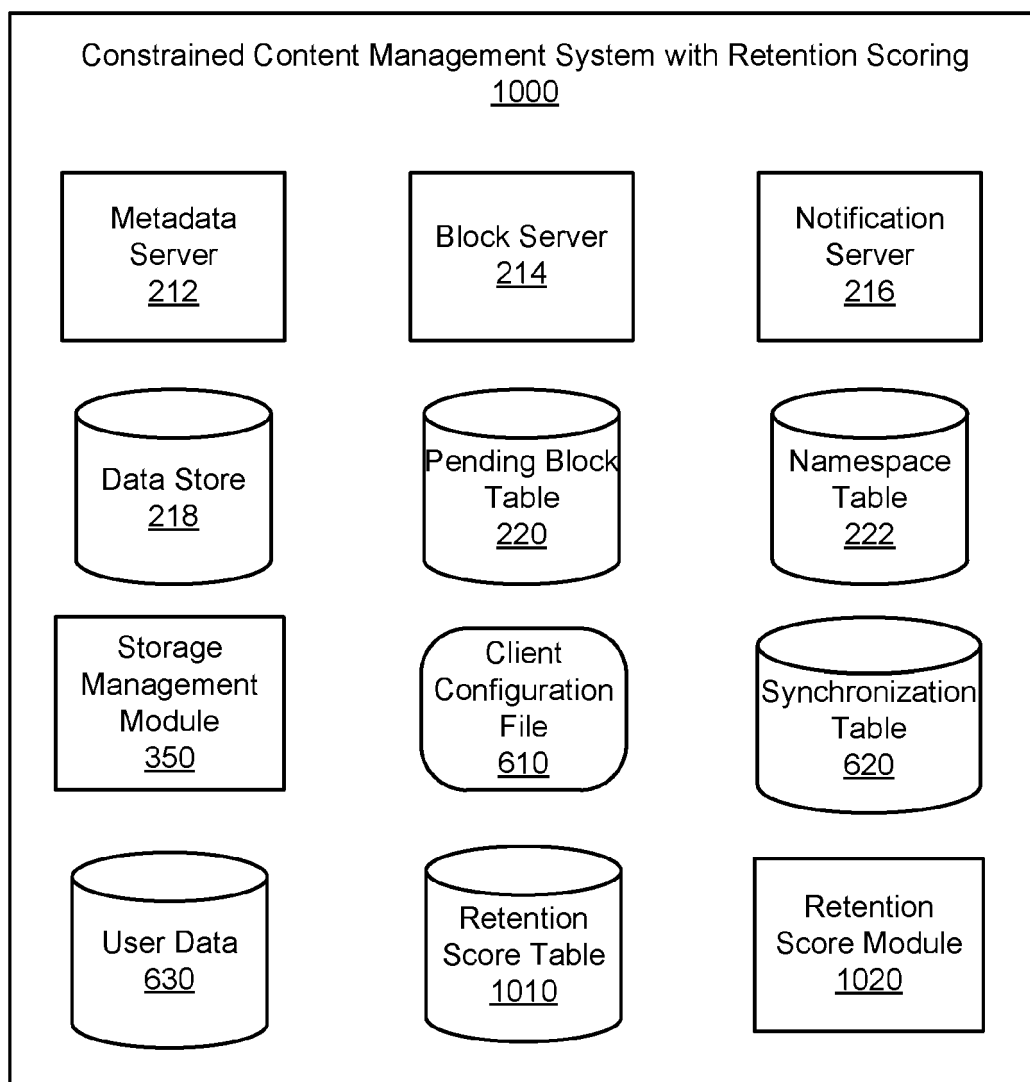 Constrained Content Management System with Retention Scoring
1000
Metadata
Server
212
Block Server
214
Notification
Server
216
Data Store
218
Pending Block
Table
220
Namespace
Table
222
Storage
Management
Module
350
Client
Configuration
File
610
Synchronization
Table
620
User Data
630
Retention
Score Table
1010
Retention
Score Module
1020